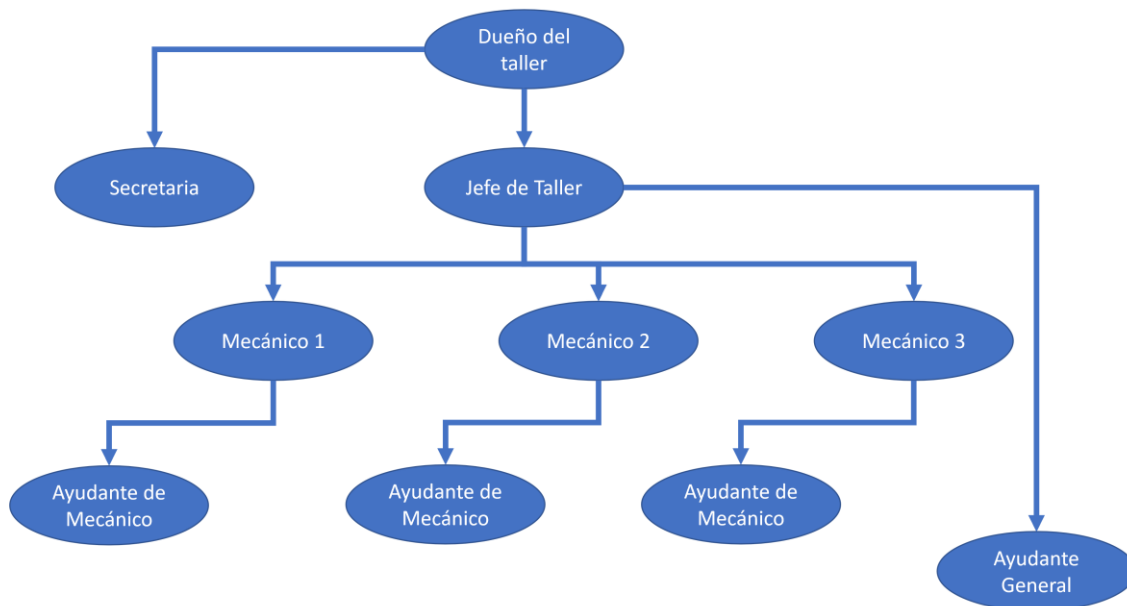 Dueño del
taller
Secretaria
Jefe de Taller
Mecánico 1
Mecánico 2
Mecánico 3
Ayudante de
Mecánico
Ayudante de
Mecánico
Ayudante de
Mecánico
Ayudante
General